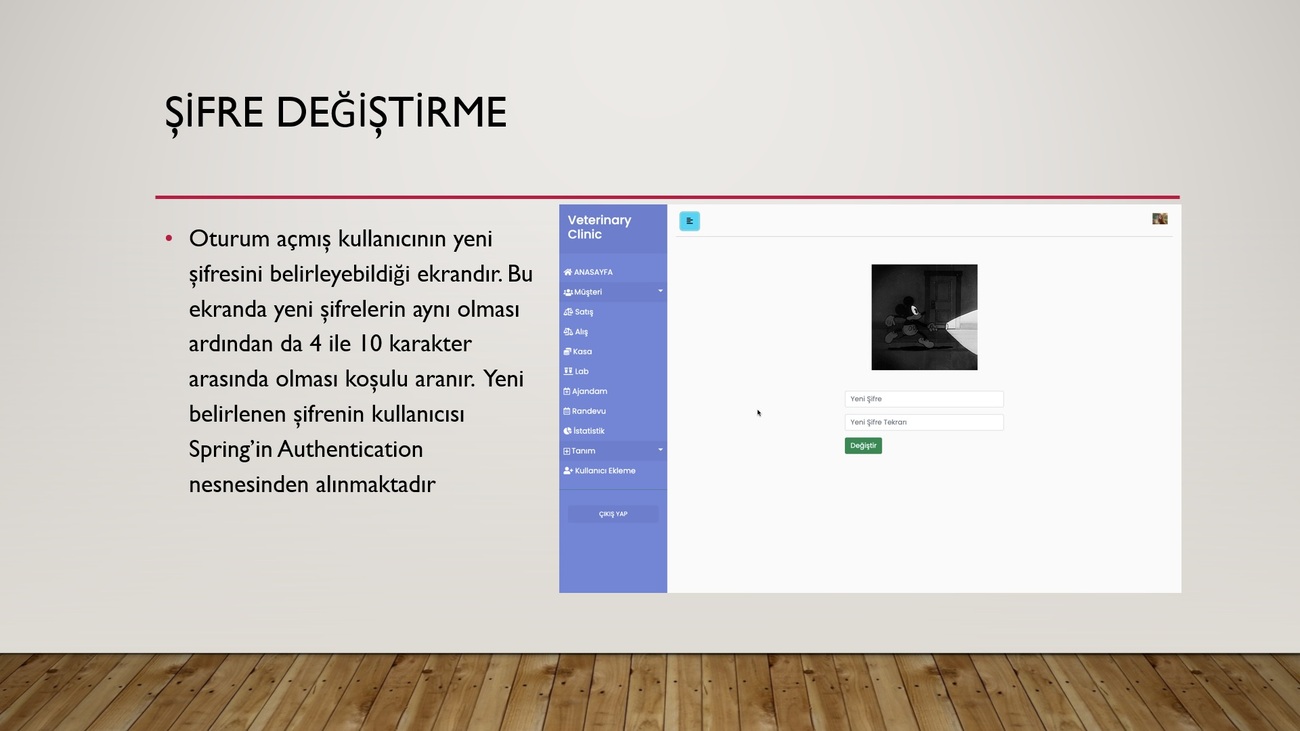 ŞİFRE DEĞİŞTİRME
• Oturum açmış kullanıcının yeni
şifresini belirleyebildiği ekrandır. Bu
ekranda yeni şifrelerin aynı olması
ardından da 4 ile 10 karakter
arasında olması koşulu aranır. Yeni
belirlenen şifrenin kullanıcısı
Spring’in Authentication
nesnesinden alınmaktadır
Veterinary
Clinic
ANASAYFA
Müşteri
Satış
Alış
Kasa
Lab
Ajandam
Randevu
İstatistik
Tanım
Kullanıcı Ekleme
ÇIKIŞ YAP
Yeni Şifre
Yeni Şifre Tekrarı
Değiştir